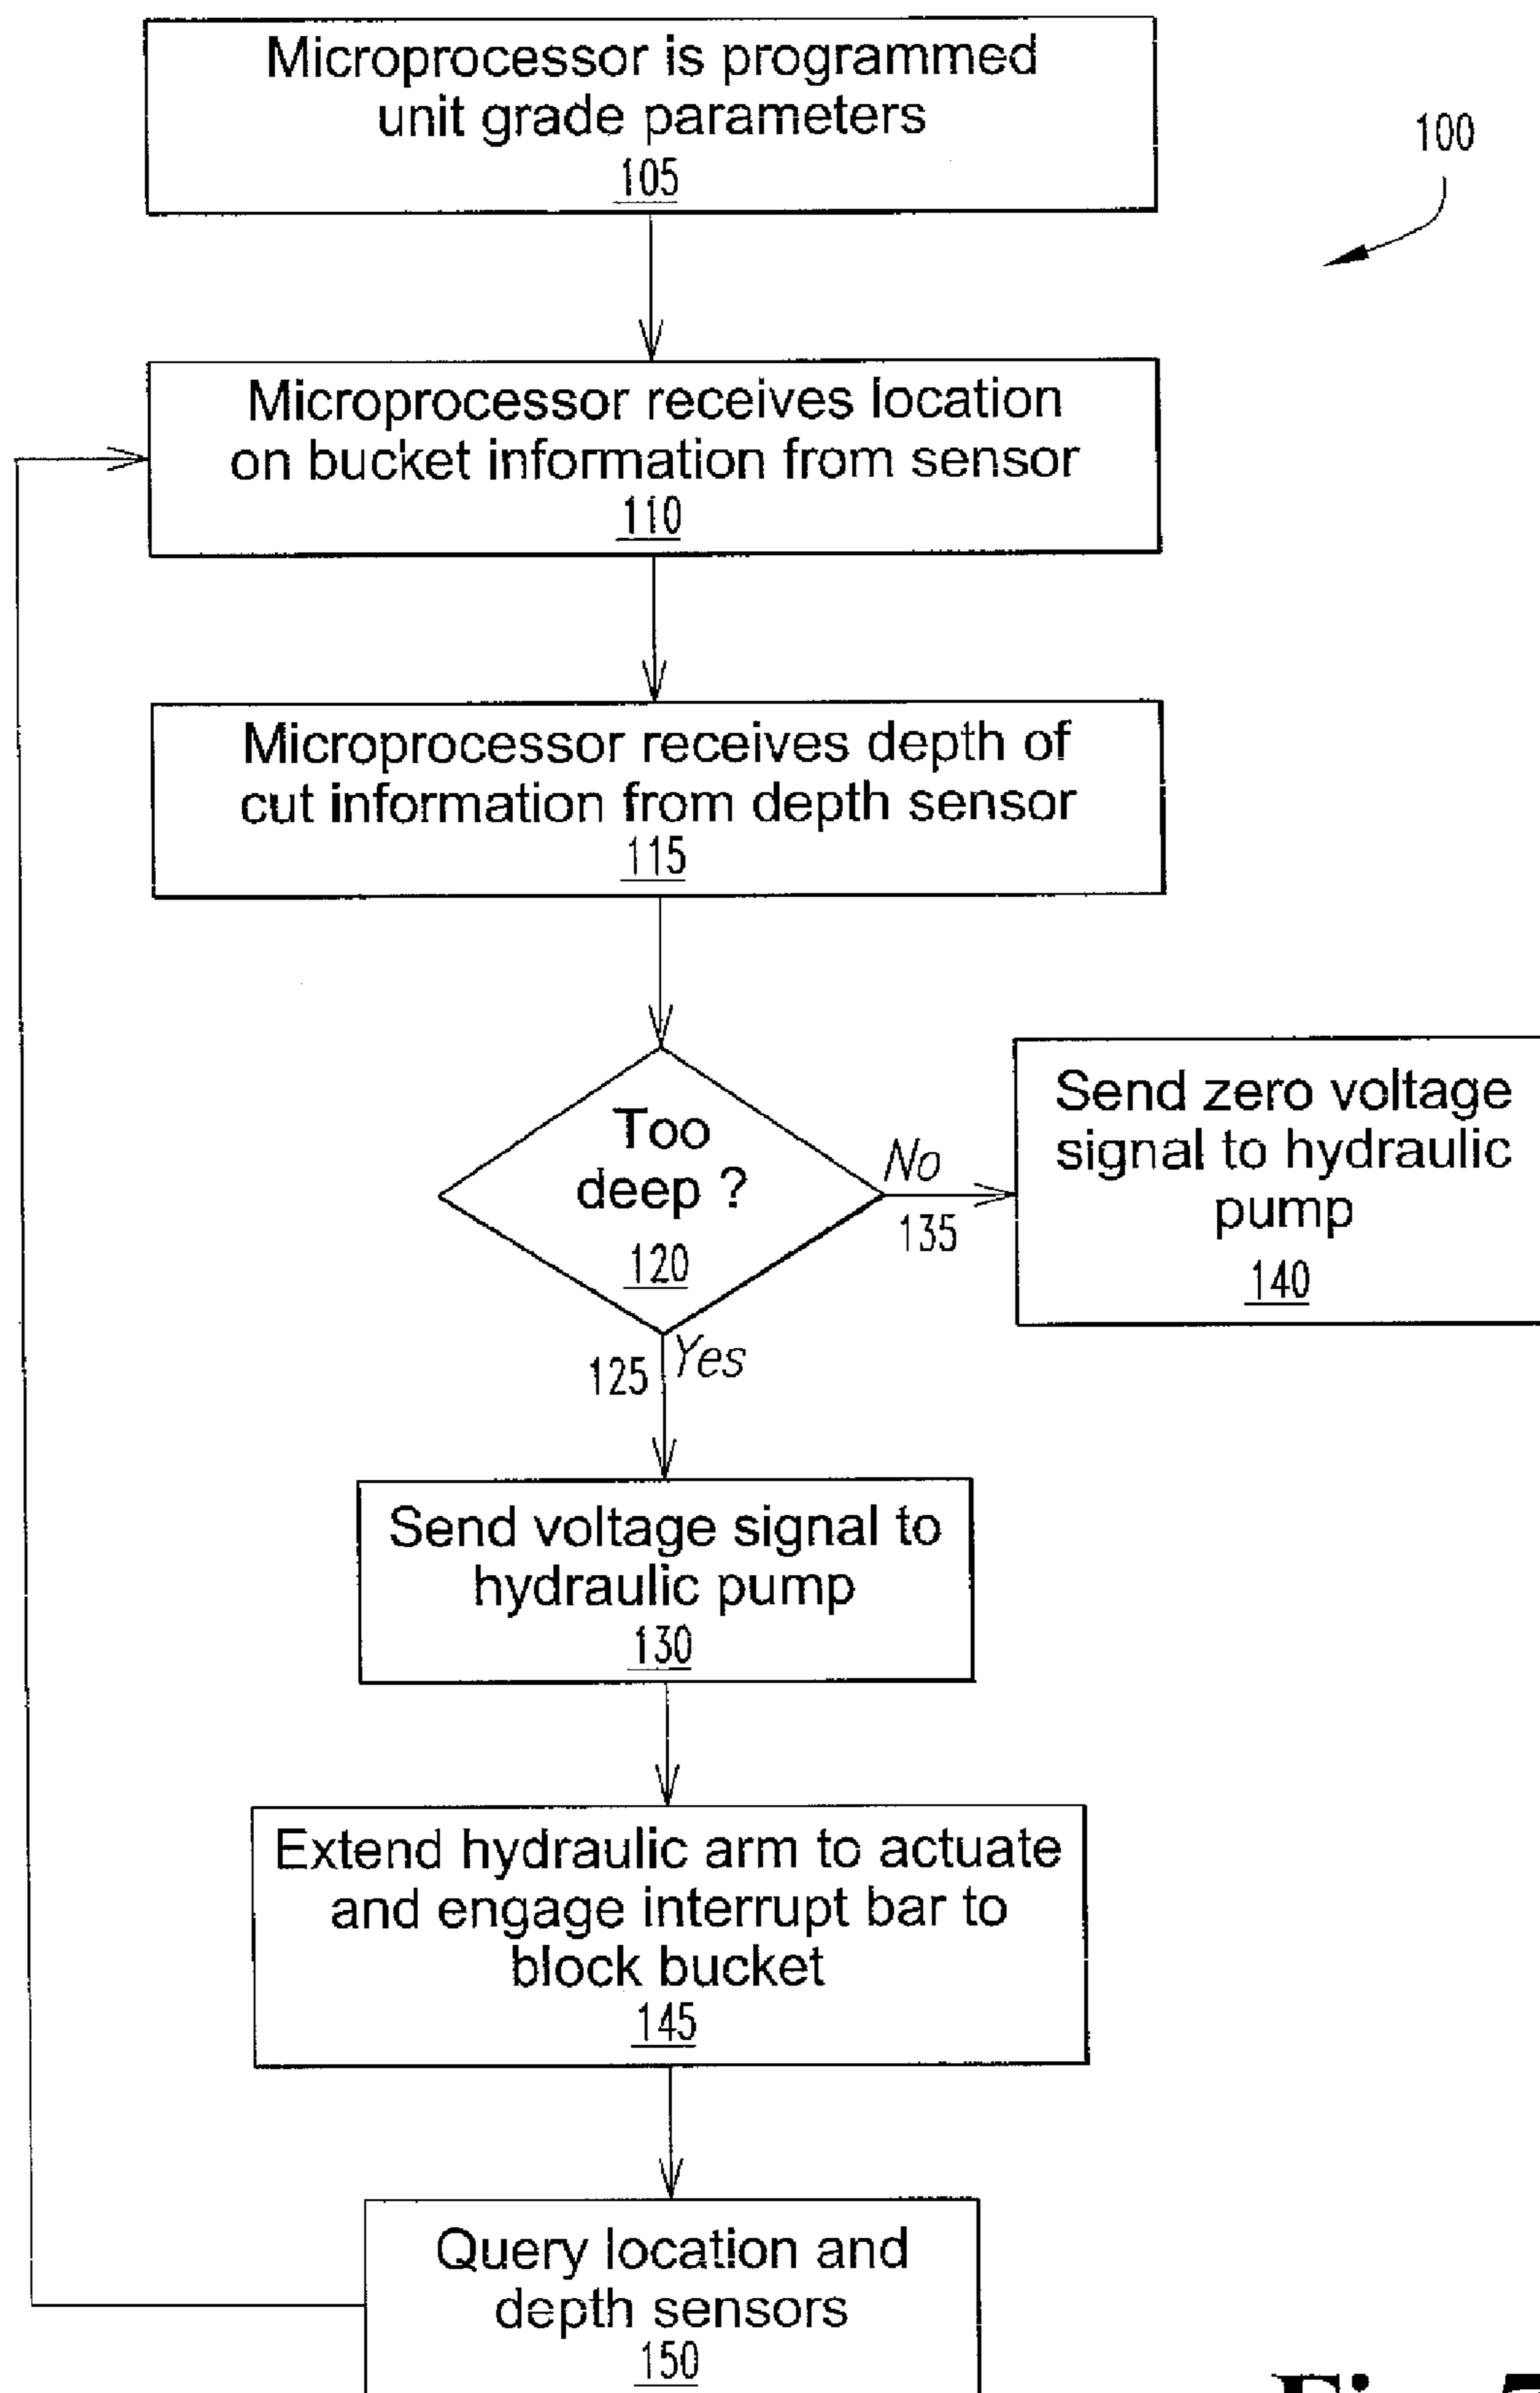 Microprocessor is programmed
unit grade parameters
105
100
Microprocessor receives location
on bucket information from sensor
110
Microprocessor receives depth of
cut information from depth sensor
115
Too
deep ?
120
No
135
Send zero voltage
signal to hydraulic
pump
140
125
Yes
Send voltage signal to
hydraulic pump
130
Extend hydraulic arm to actuate
and engage interrupt bar to
block bucket
145
Query location and
depth sensors
150